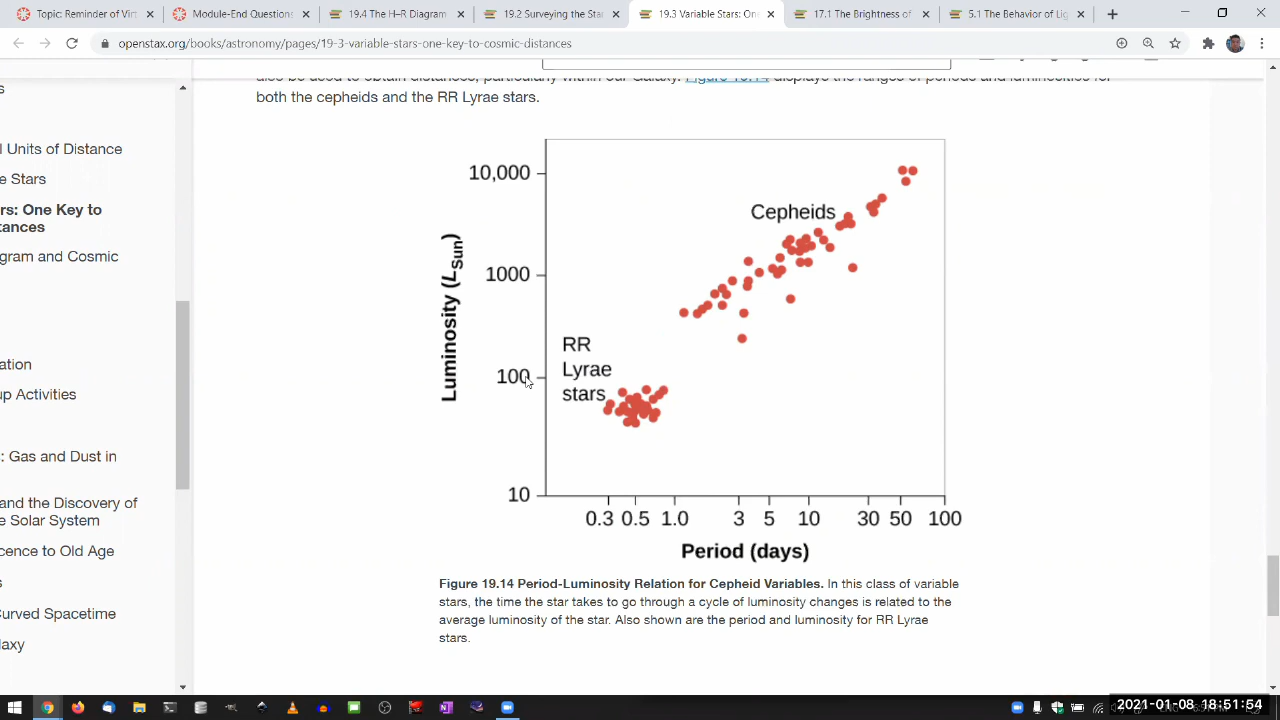 Topic: Reminder of Virt
Module-End Questions
19.4 The H-R Diagram
19.2 Surveying the Star
19.3 Variable Stars: One
17.1 The Brightness of
5.1 The Behavior of Lig
openstax.org/books/astronomy/pages/19-3-variable-stars-one-key-to-cosmic-distances
both the cepheids and the RR Lyrae stars.
s
l Units of Distance
e Stars
rs: One Key to
tances
gram and Cosmic
ation
up Activities
: Gas and Dust in
and the Discovery of
e Solar System
cence to Old Age
s
Curved Spacetime
laxy
Luminosity (LSun)
10,000
1000
100
10
Cepheids
RR
Lyrae
stars
0.3 0.5 1.0 3 5 10 30 50 100
Period (days)
Figure 19.14 Period-Luminosity Relation for Cepheid Variables. In this class of variable
stars, the time the star takes to go through a cycle of luminosity changes is related to the
average luminosity of the star. Also shown are the period and luminosity for RR Lyrae
stars.
2021-01-08 18:51:54